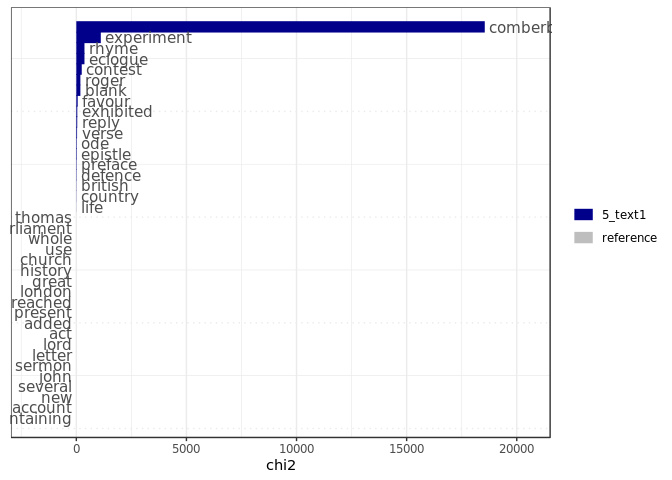 comberb
experiment
rhyme
eclogue
contest
roger
blank
favour
exhibited
reply
verse
ode
epistle
preface
defence
british
country
life
thomas
rliament
whole
use
church
history
great
london
reached
present
added
act
lord
letter
sermon
john
several
new
account
ntaining
0 5000 10000 15000 20000
chi2
5_text1
reference